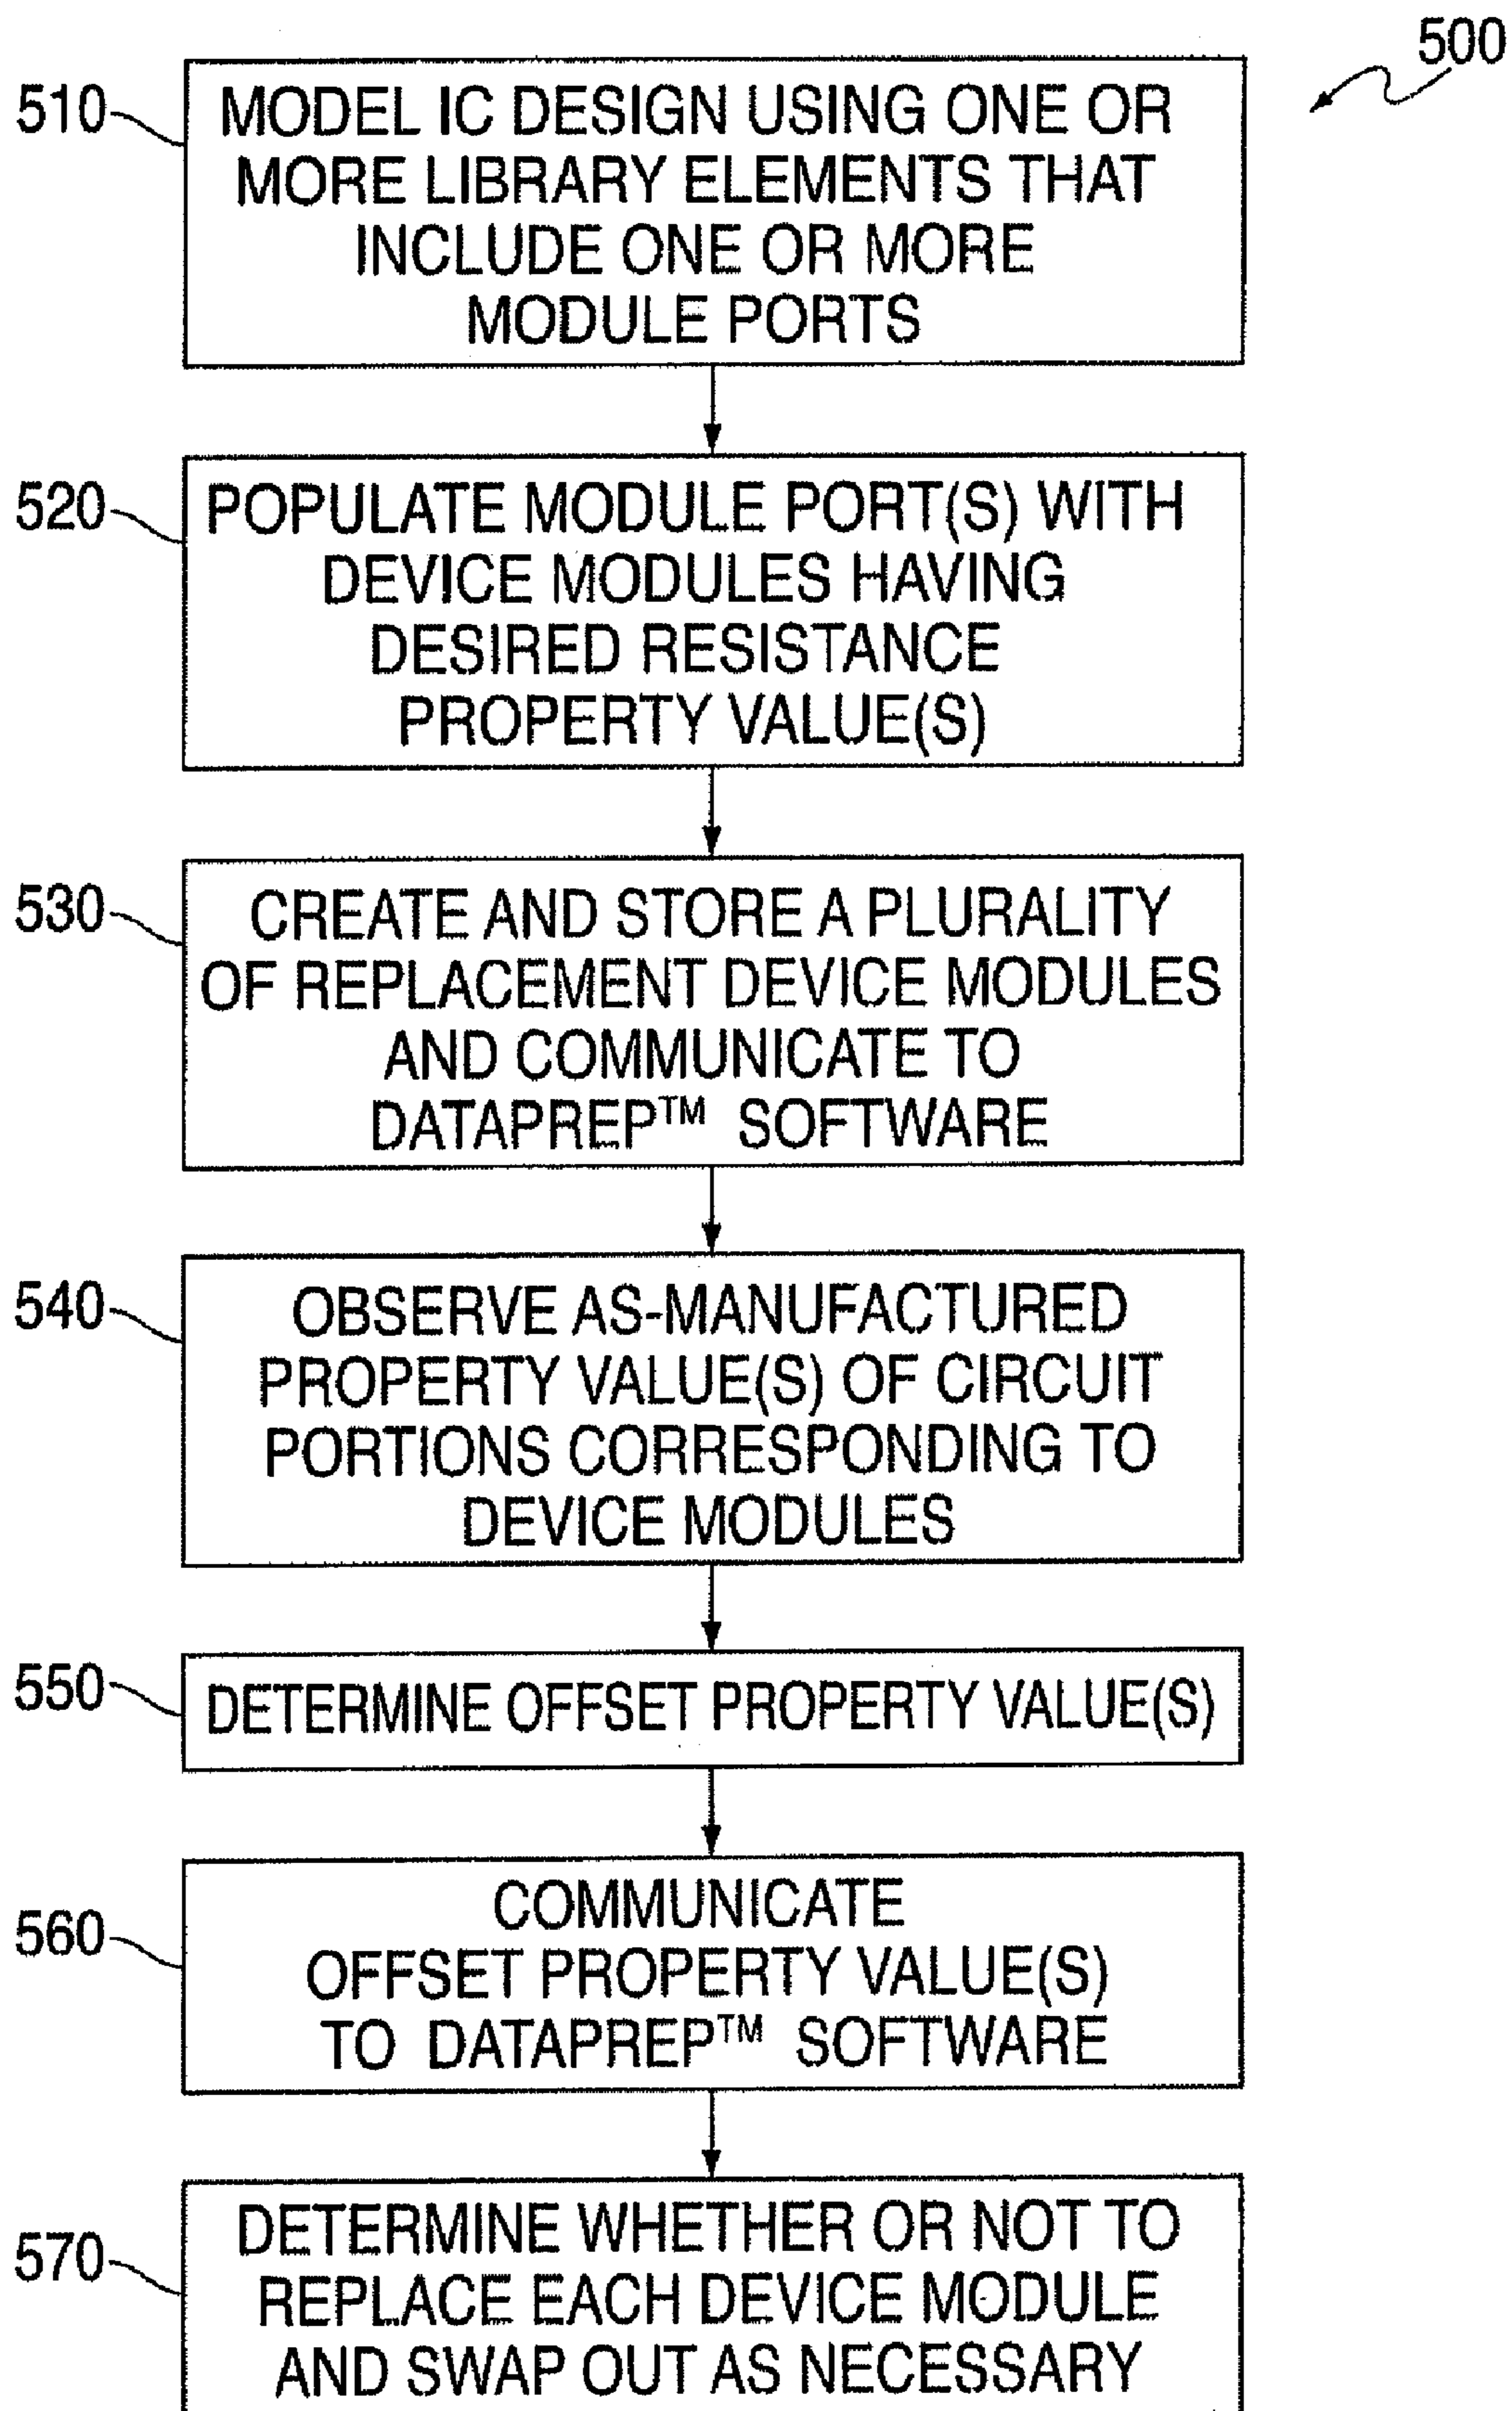 500
510
MODEL IC DESIGN USING ONE OR
MORE LIBRARY ELEMENTS THAT
INCLUDE ONE OR MORE
MODULE PORTS
520
POPULATE MODULE PORT(S) WITH
DEVICE MODULES HAVING
DESIRED RESISTANCE
PROPERTY VALUE(S)
530
CREATE AND STORE A PLURALITY
OF REPLACEMENT DEVICE MODULES
AND COMMUNICATE TO
DATAPREP™ SOFTWARE
540
OBSERVE AS-MANUFACTURED
PROPERTY VALUE(S) OF CIRCUIT
PORTIONS CORRESPONDING TO
DEVICE MODULES
550
DETERMINE OFFSET PROPERTY VALUE(S)
560
COMMUNICATE
OFFSET PROPERTY VALUE(S)
TO DATAPREP™ SOFTWARE
570
DETERMINE WHETHER OR NOT TO
REPLACE EACH DEVICE MODULE
AND SWAP OUT AS NECESSARY